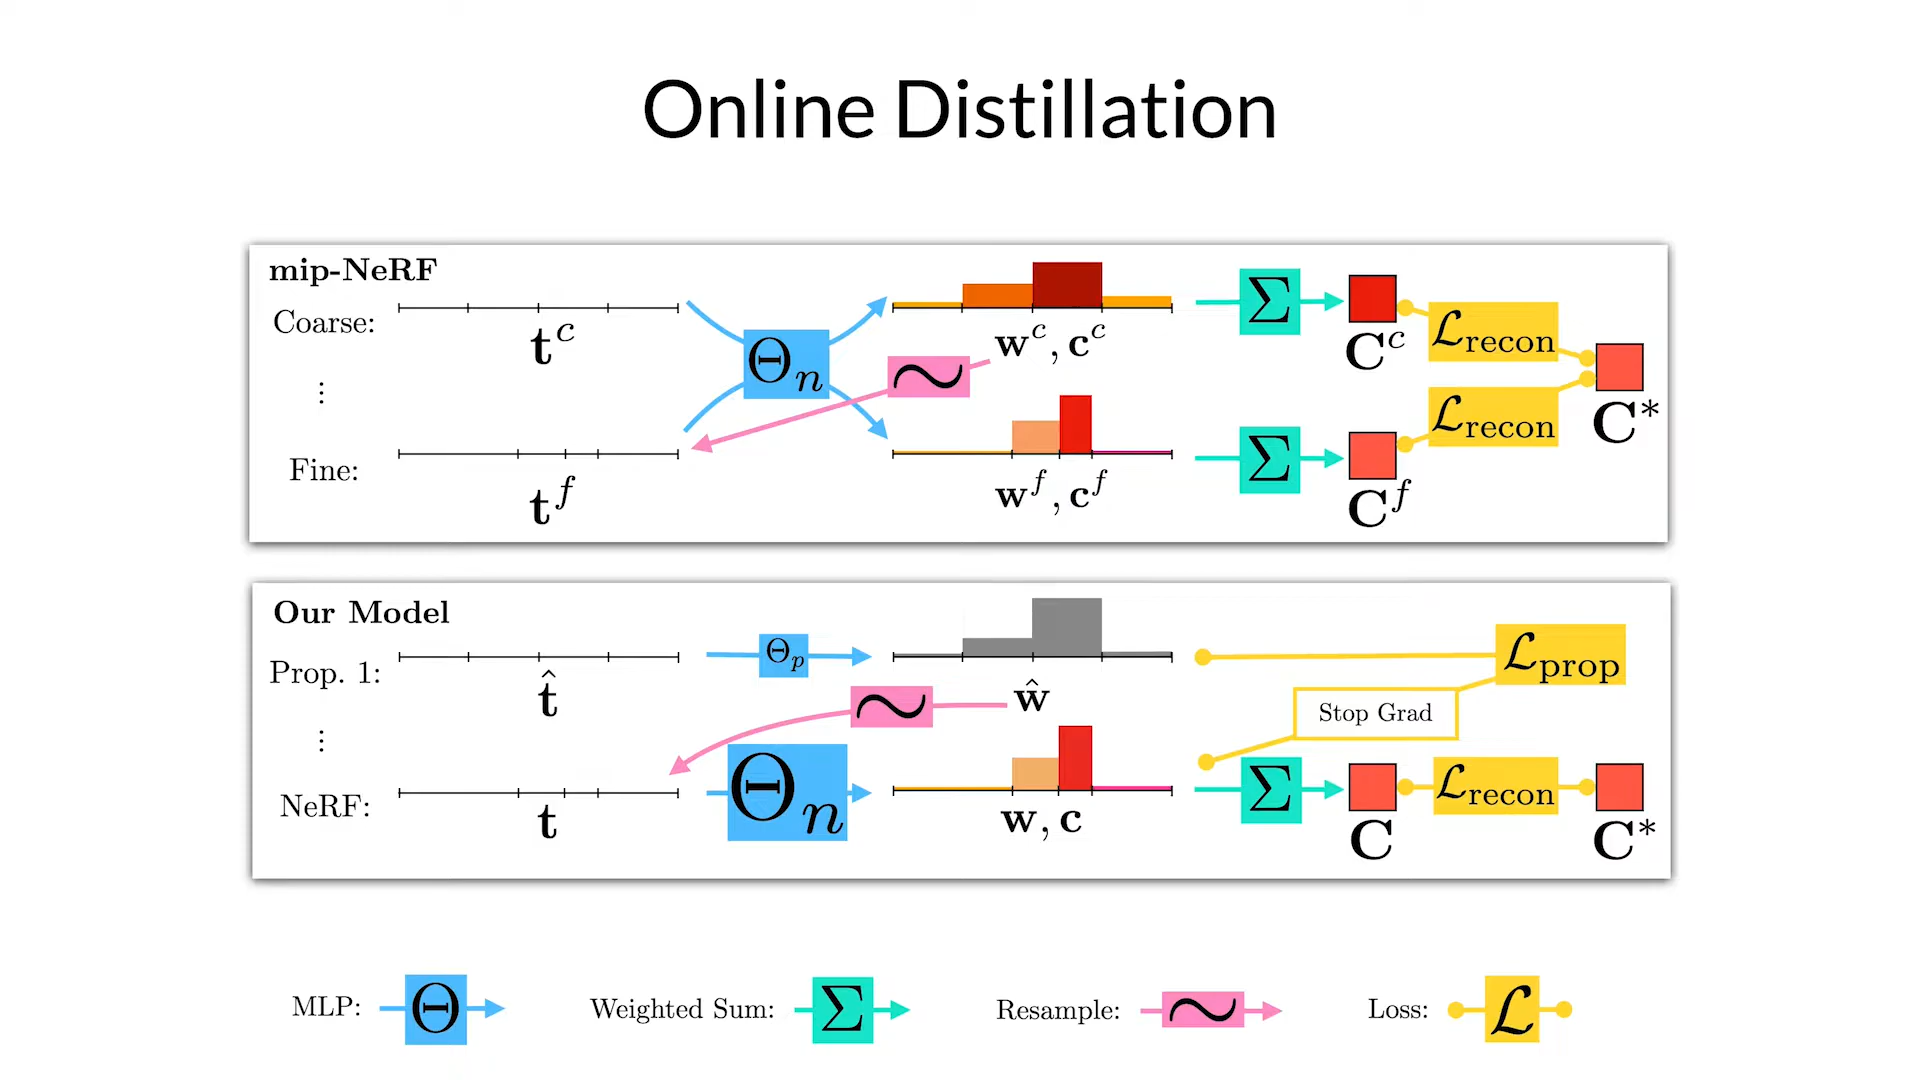 Online Distillation
mip-NeRF
Coarse:
t^c
Θ_n
w^c, c^c
∼
Σ
C^c
ℒ_recon
⋮
Fine:
t^f
w^f, c^f
Σ
C^f
ℒ_recon
C*
Our Model
Prop. 1:
t̂
Θ_p
ŵ
∼
ℒ_prop
Stop Grad
⋮
NeRF:
t
Θ_n
w, c
Σ
C
ℒ_recon
C*
MLP: Θ
Weighted Sum: Σ
Resample: ∼
Loss: ℒ